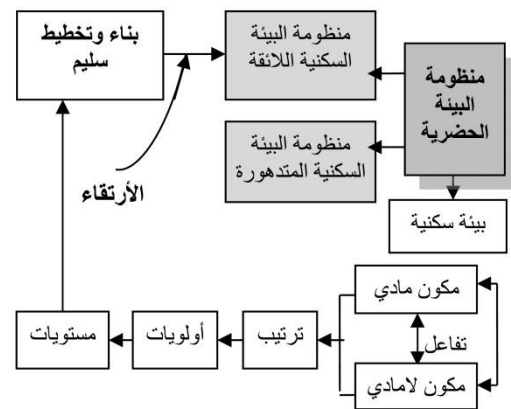 منظومة
البيئة
الحضرية
منظومة البيئة
السكنية اللائقة
بناء وتخطيط
سليم
منظومة البيئة
السكنية المتدهورة
الأرتقاء
بيئة سكنية
مكون مادي
تفاعل
مكون لامادي
ترتيب
أولويات
مستويات